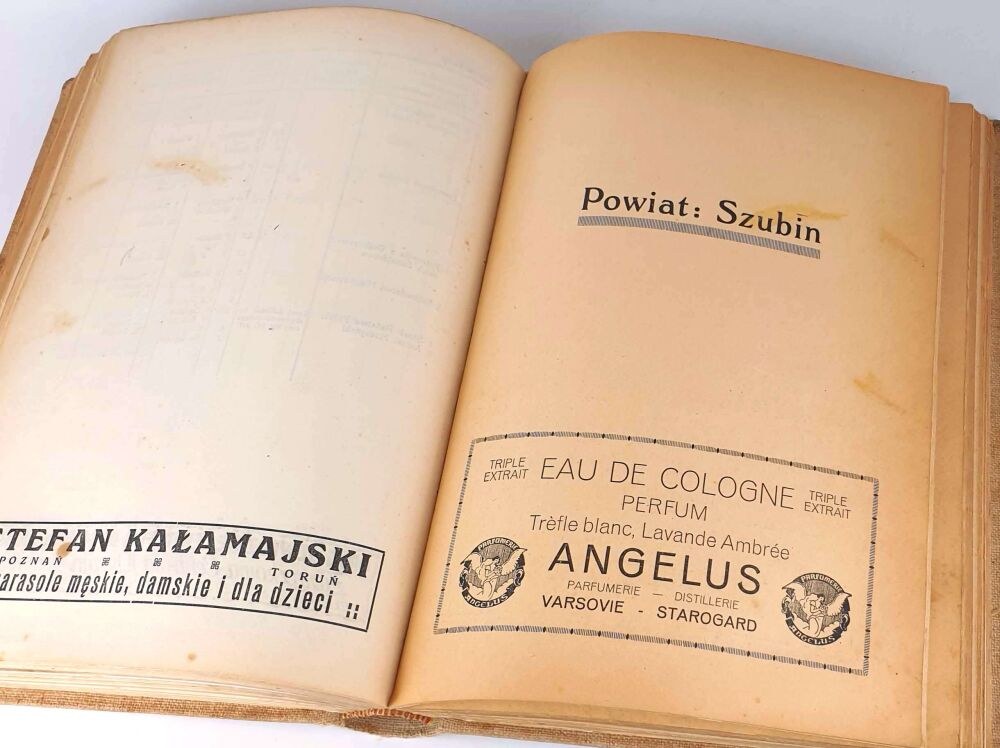 STEFAN KAŁAMAJSKI
POZNAŃ TORUŃ
arasole męskie, damskie i dla dzieci
Powiat: Szubin
TRIPLE EXTRAIT EAU DE COLOGNE TRIPLE EXTRAIT
PERFUM
Trèfle blanc, Lavande Ambrée
ANGELUS
PARFUMERIE — DISTILLERIE
VARSOVIE - STAROGARD
PARFUMERIE
ANGELUS
PARFUMERIE
ANGELUS